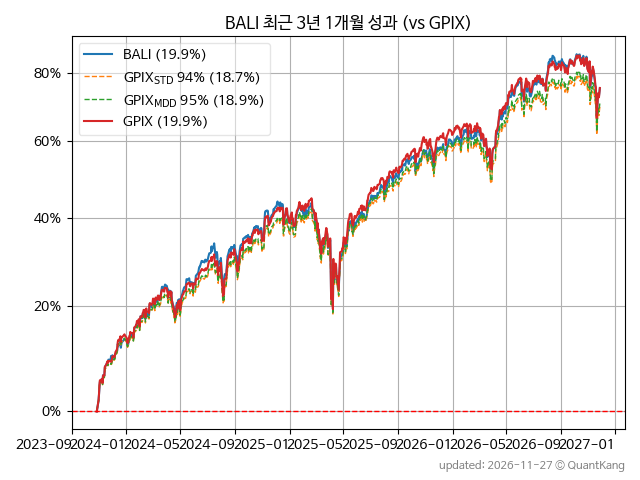 BALI 최근 3년 1개월 성과 (vs GPIX)
BALI (19.9%)
GPIX_STD 94% (18.7%)
GPIX_MDD 95% (18.9%)
GPIX (19.9%)
80%
60%
40%
20%
0%
2023-09 2024-01 2024-05 2024-09 2025-01 2025-05 2025-09 2026-01 2026-05 2026-09 2027-01
updated: 2026-11-27 © QuantKang